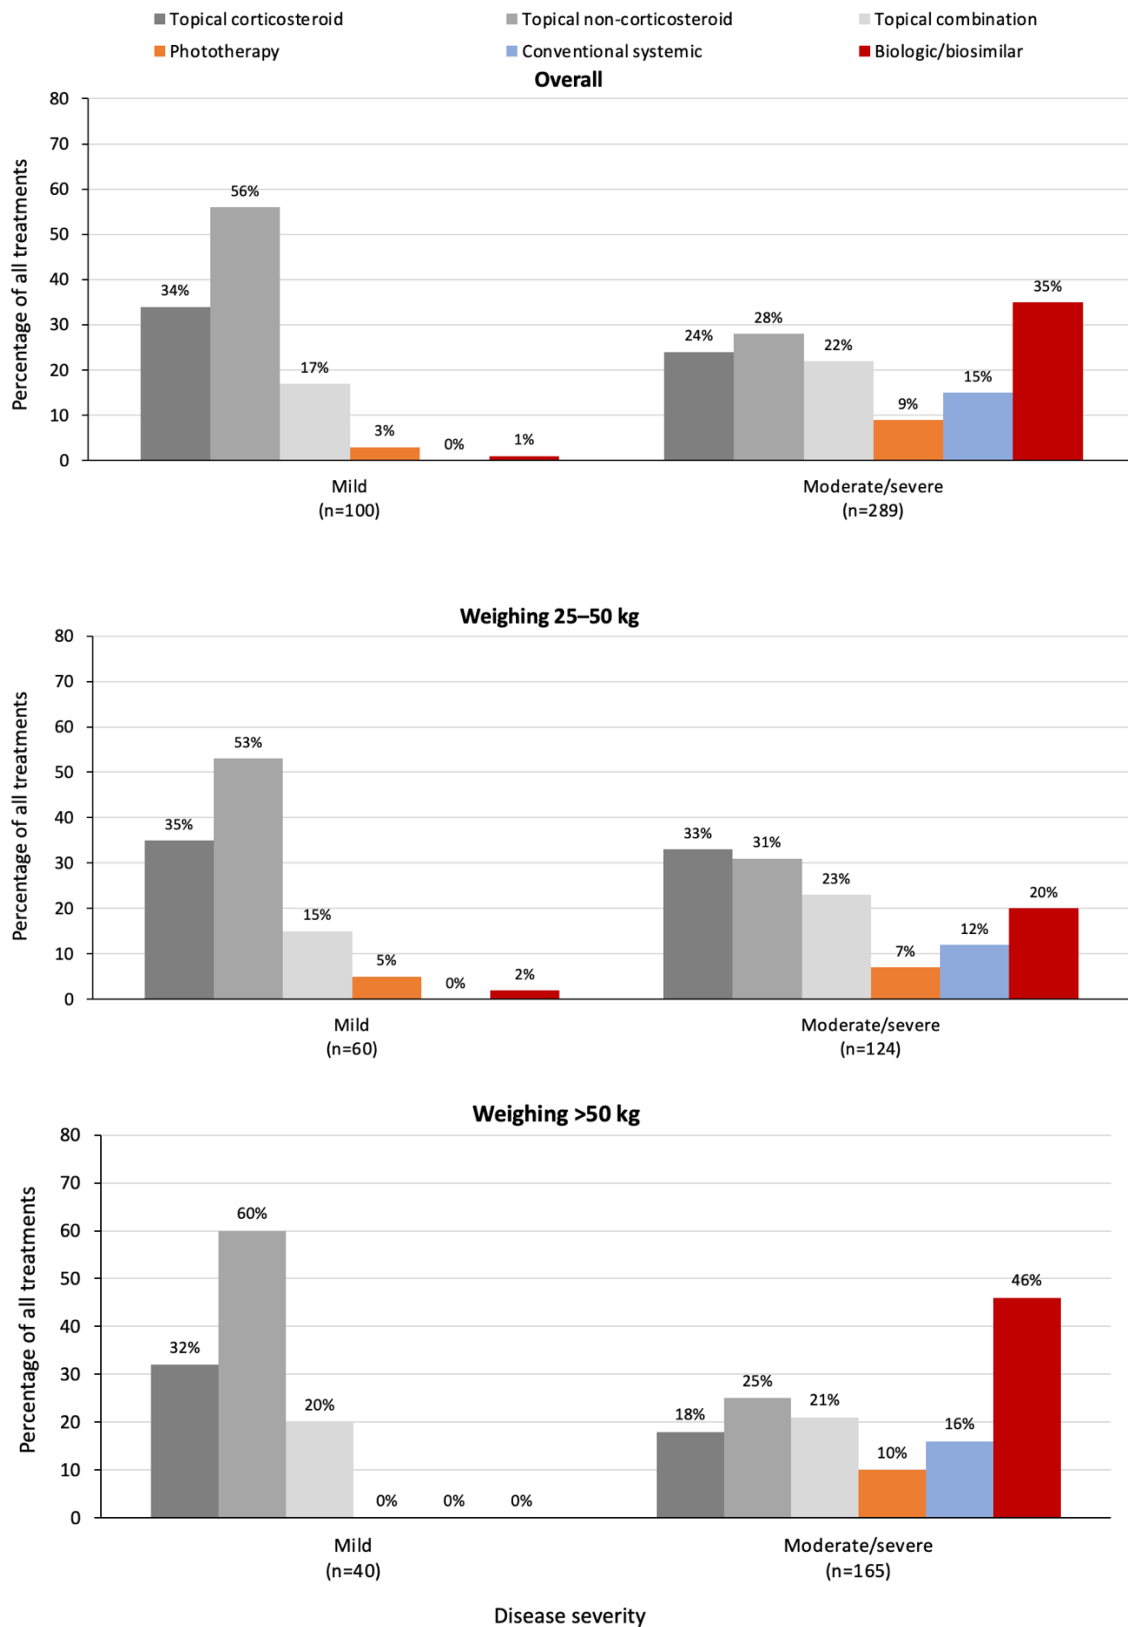 Topical corticosteroid Topical non-corticosteroid Topical combination
Phototherapy Conventional systemic Biologic/biosimilar
Overall
Percentage of all treatments
80
70
60
50
40
30
20
10
0
34% 56% 17% 3% 0% 1%
24% 28% 22% 9% 15% 35%
Mild Moderate/severe
(n=100) (n=289)
Weighing 25–50 kg
Percentage of all treatments
80
70
60
50
40
30
20
10
0
35% 53% 15% 5% 0% 2%
33% 31% 23% 7% 12% 20%
Mild Moderate/severe
(n=60) (n=124)
Weighing >50 kg
Percentage of all treatments
80
70
60
50
40
30
20
10
0
32% 60% 20% 0% 0% 0%
18% 25% 21% 10% 16% 46%
Mild Moderate/severe
(n=40) (n=165)
Disease severity